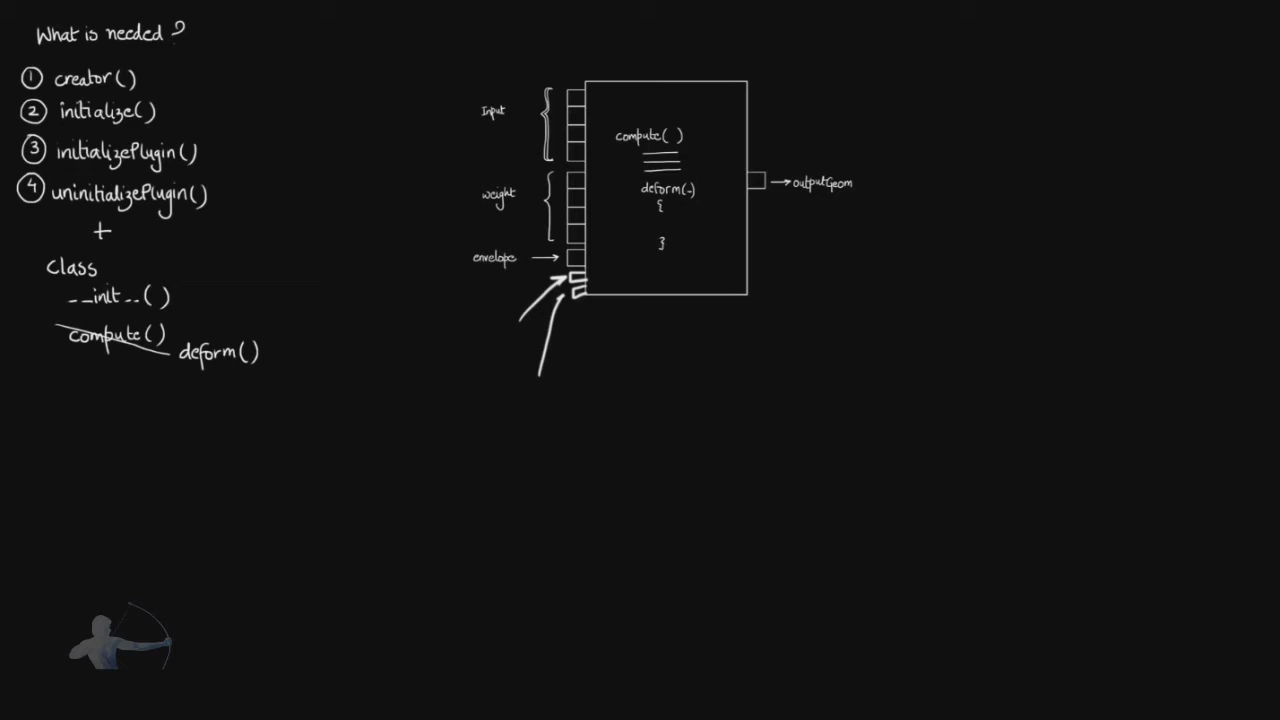 What is needed ?
1 creator()
2 initialize()
3 initializePlugin()
4 uninitializePlugin()
+
class
__init__()
compute()
deform()
Input
weight
envelope
compute()
deform(-)
{
}
outputGeom